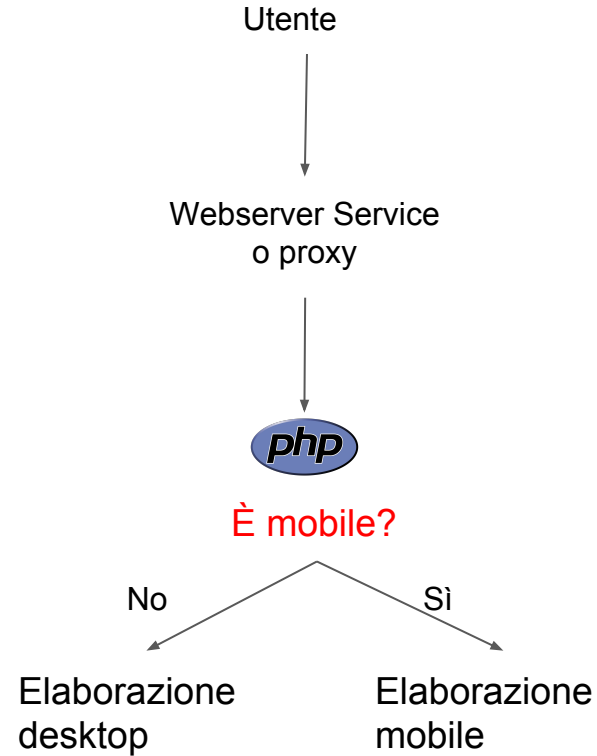 Utente
Webserver Service
o proxy
php
È mobile?
No
Sì
Elaborazione
desktop
Elaborazione
mobile